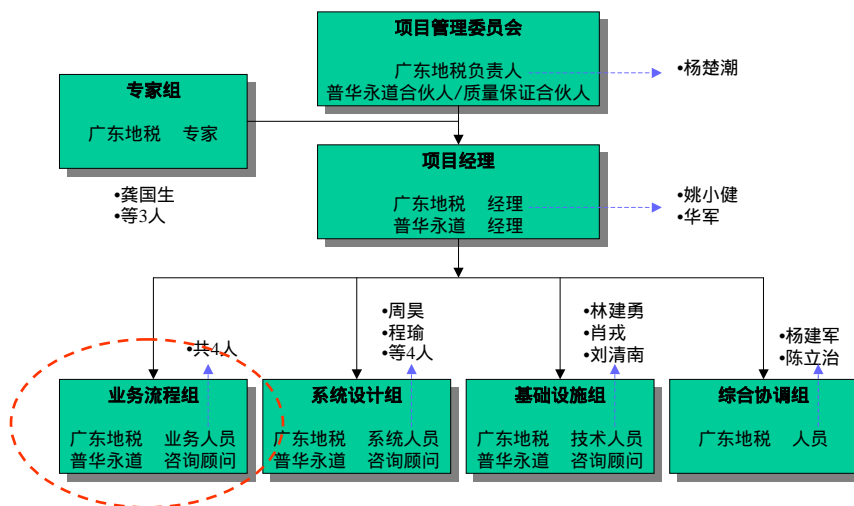 项目管理委员会
广东地税负责人
普华永道合伙人/质量保证合伙人
•杨楚潮
专家组
广东地税 专家
•龚国生
•等3人
项目经理
广东地税 经理
普华永道 经理
•姚小健
•华军
•共4人
•周昊
•程瑜
•等4人
•林建勇
•肖戎
•刘清南
•杨建军
•陈立治
业务流程组
广东地税 业务人员
普华永道 咨询顾问
系统设计组
广东地税 系统人员
普华永道 咨询顾问
基础设施组
广东地税 技术人员
普华永道 咨询顾问
综合协调组
广东地税 人员